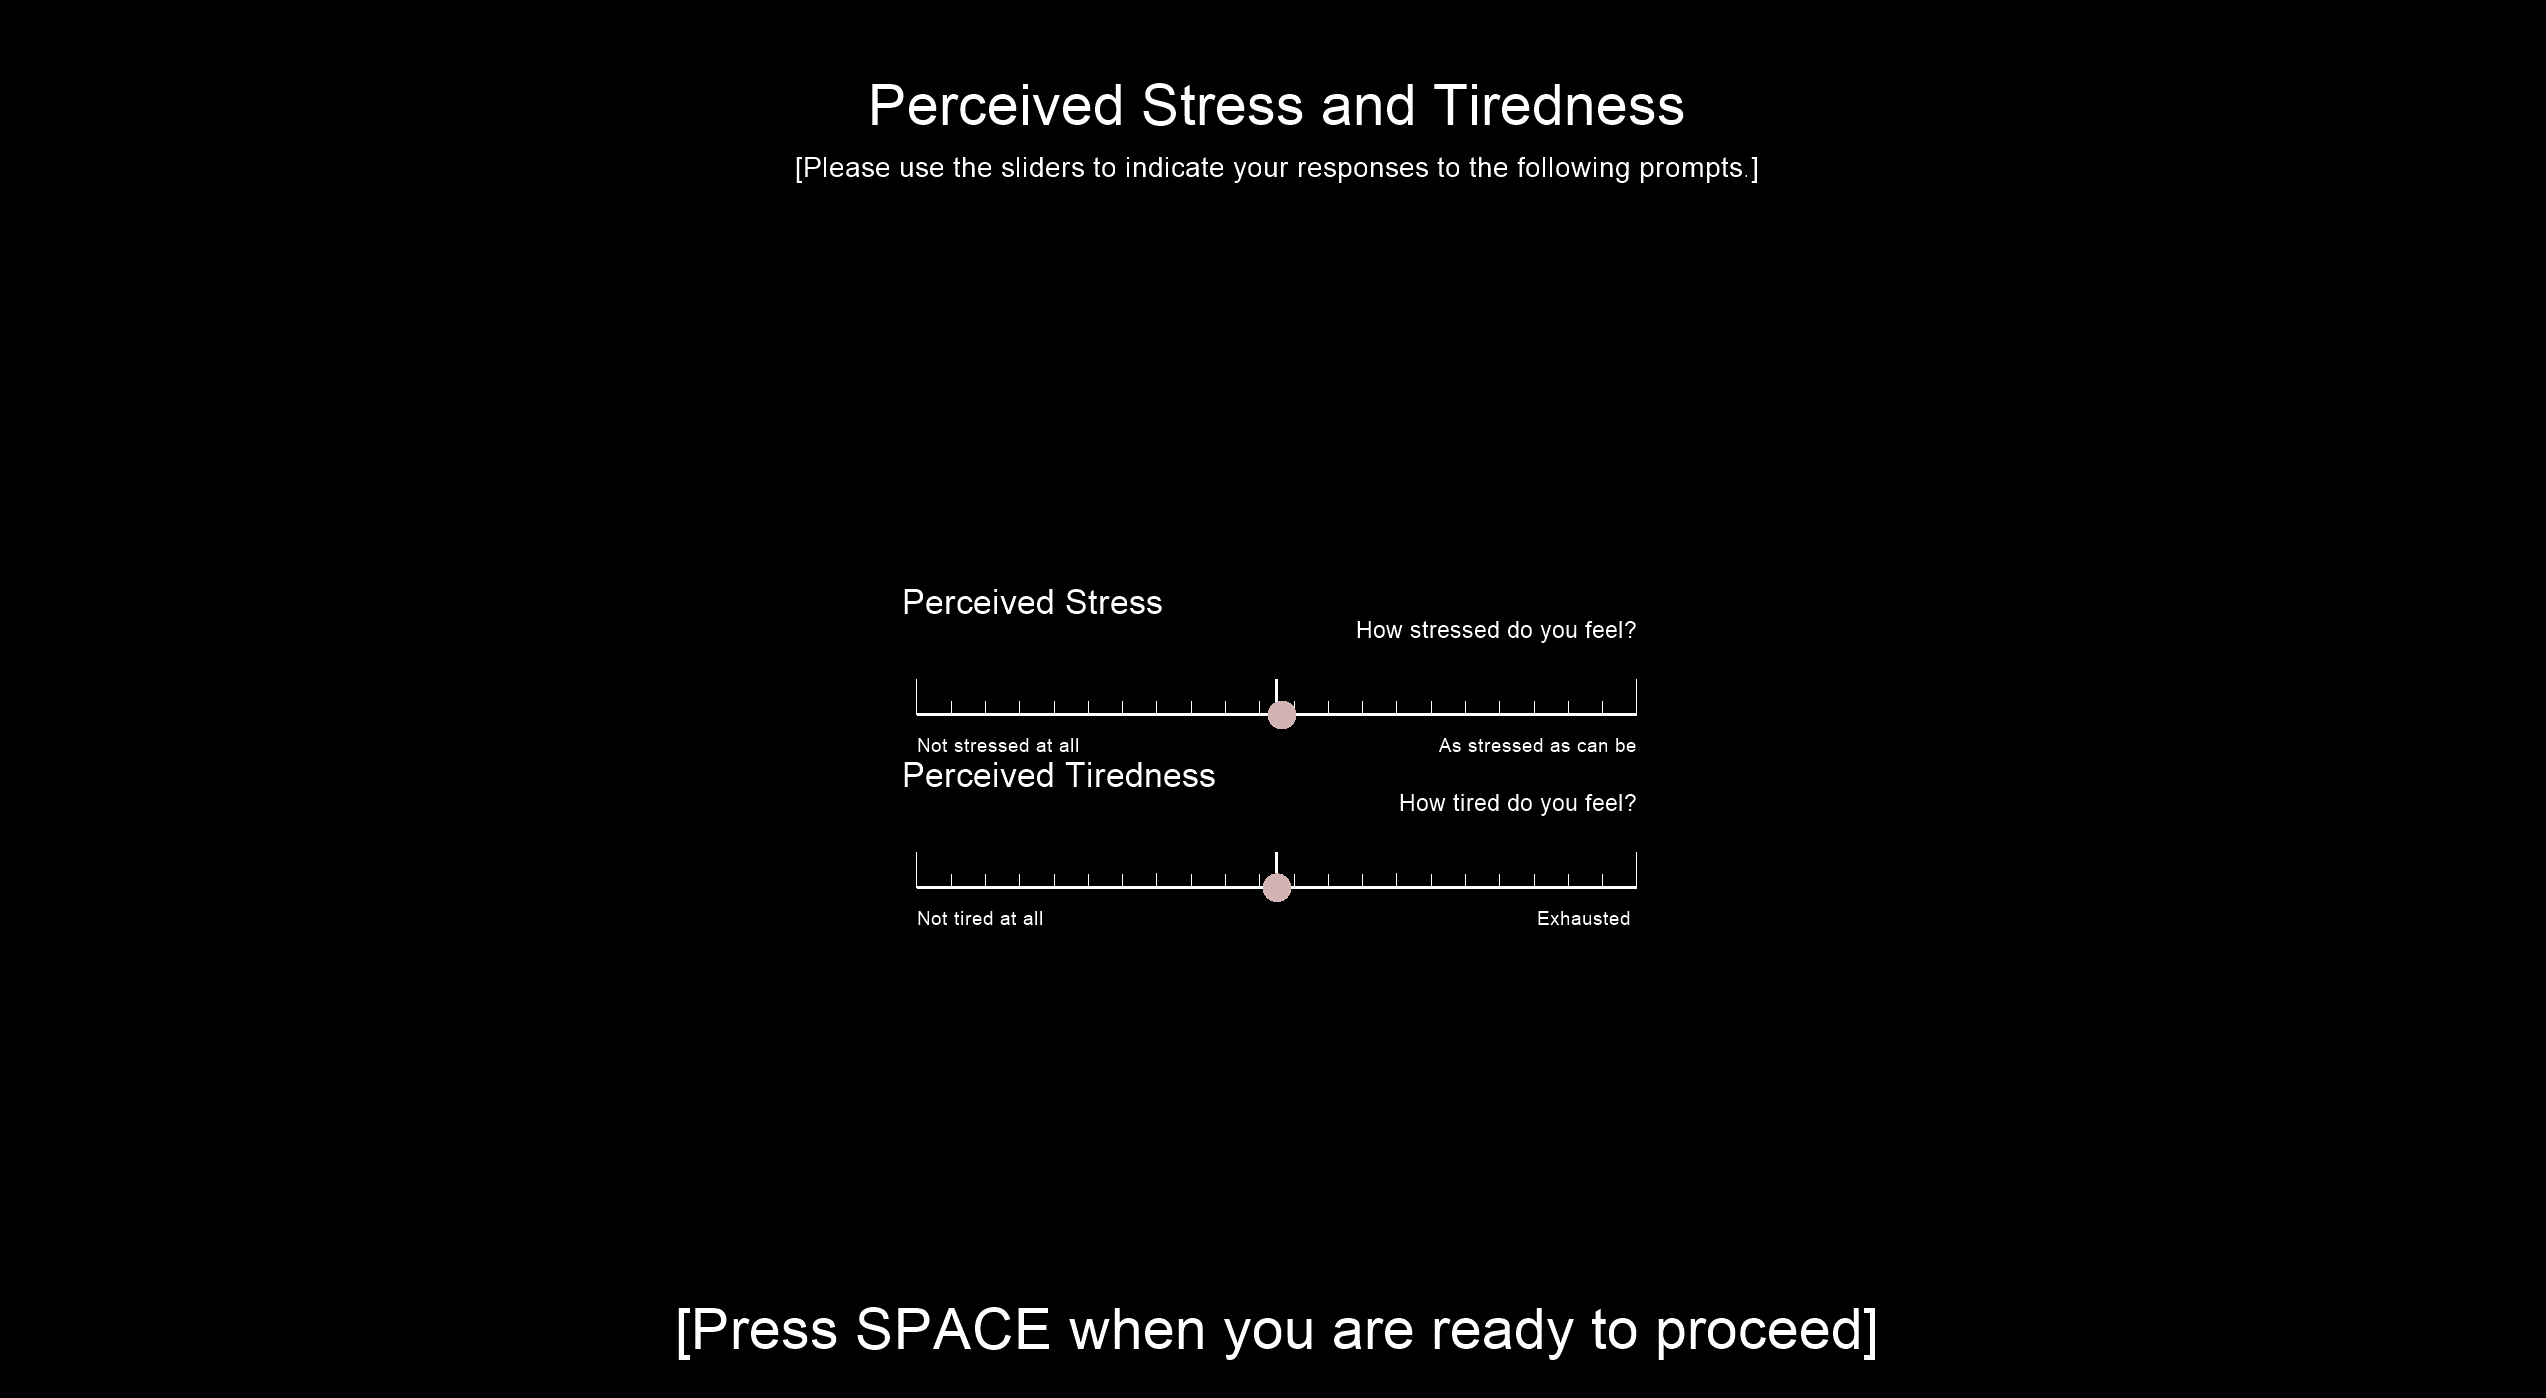 Perceived Stress and Tiredness
[Please use the sliders to indicate your responses to the following prompts.]
Perceived Stress
How stressed do you feel?
Not stressed at all
As stressed as can be
Perceived Tiredness
How tired do you feel?
Not tired at all
Exhausted
[Press SPACE when you are ready to proceed]